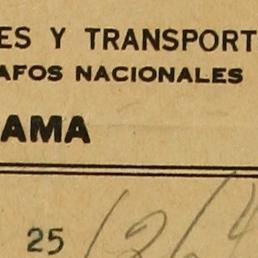 ES Y TRANSPORT
AFOS NACIONALES
AMA
25